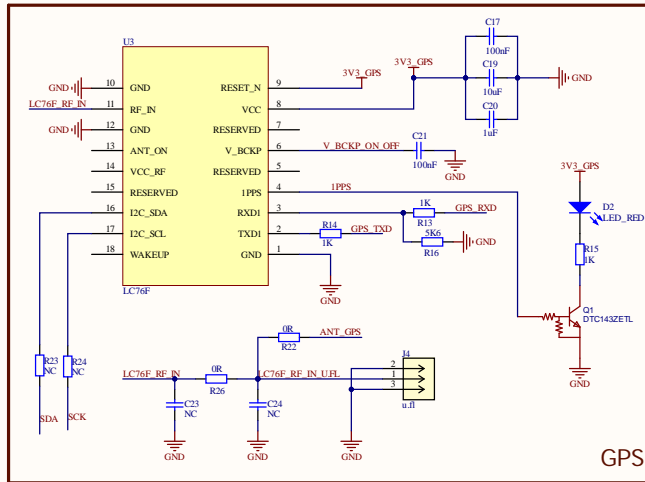 U3
GND 10 GND RESET_N 9 3V3_GPS
LC76F_RF_IN 11 RF_IN VCC 8
GND 12 GND RESERVED 7
13 ANT_ON V_BCKP 6 V_BCKP_ON_OFF
14 VCC_RF RESERVED 5
15 RESERVED 1PPS 4 1PPS
16 I2C_SDA RXD1 3
17 I2C_SCL TXD1 2
18 WAKEUP GND 1
LC76F
3V3_GPS
C17
100nF
C19
10uF
C20
1uF
GND
C21
100nF
GND
1K
R13
GPS_RXD
5K6
R16
GND
R14
1K
GPS_TXD
GND
3V3_GPS
D2
LED_RED
R15
1K
Q1
DTC143ZETL
GND
R23
NC
R24
NC
SDA
SCK
0R
R22
ANT_GPS
LC76F_RF_IN
0R
R26
LC76F_RF_IN_U.FL
C23
NC
GND
C24
NC
GND
J4
2
1
3
u.fl
GND
GPS